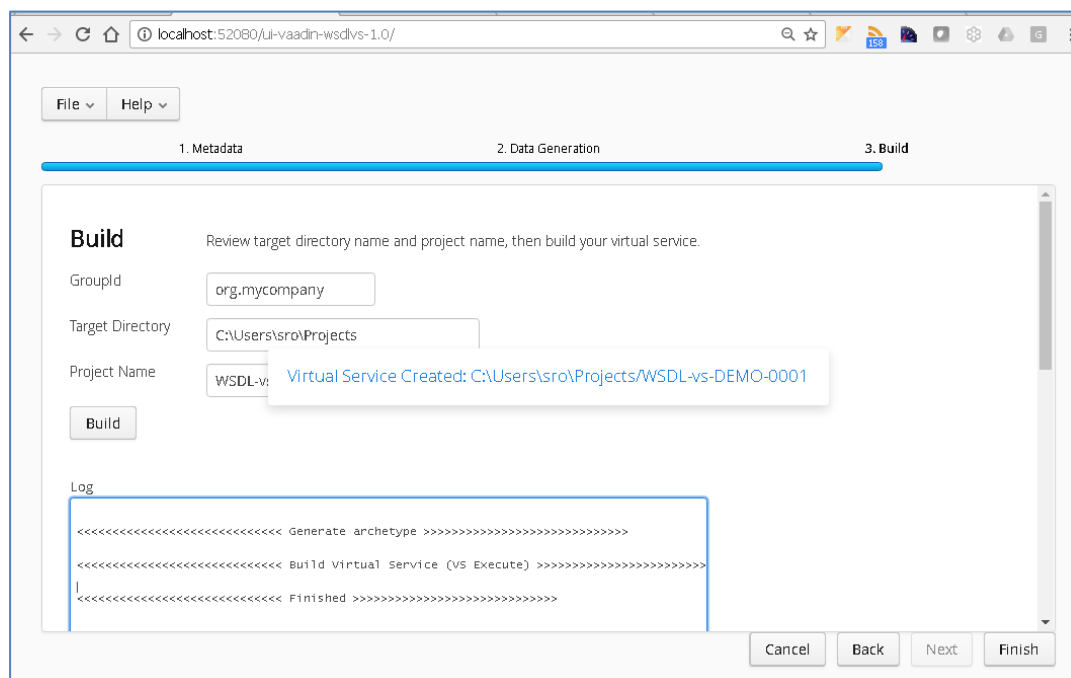 localhost:52080/ui-vaadin-wsdlvs-1.0/
158
G
File Help
1. Metadata 2. Data Generation 3. Build
Build Review target directory name and project name, then build your virtual service.
GroupId org.mycompany
Target Directory C:\Users\sro\Projects
Project Name WSDL-vs
Virtual Service Created: C:\Users\sro\Projects/WSDL-vs-DEMO-0001
Build
Log
<<<<<<<<<<<<<<<<<<<<<<<<<<<<< Generate archetype >>>>>>>>>>>>>>>>>>>>>>>>>>>>>
<<<<<<<<<<<<<<<<<<<<<<<<<<<<< Build Virtual Service (VS Execute) >>>>>>>>>>>>>>>>>>>>>>>>
<<<<<<<<<<<<<<<<<<<<<<<<<<<<< Finished >>>>>>>>>>>>>>>>>>>>>>>>>>>>>
Cancel Back Next Finish